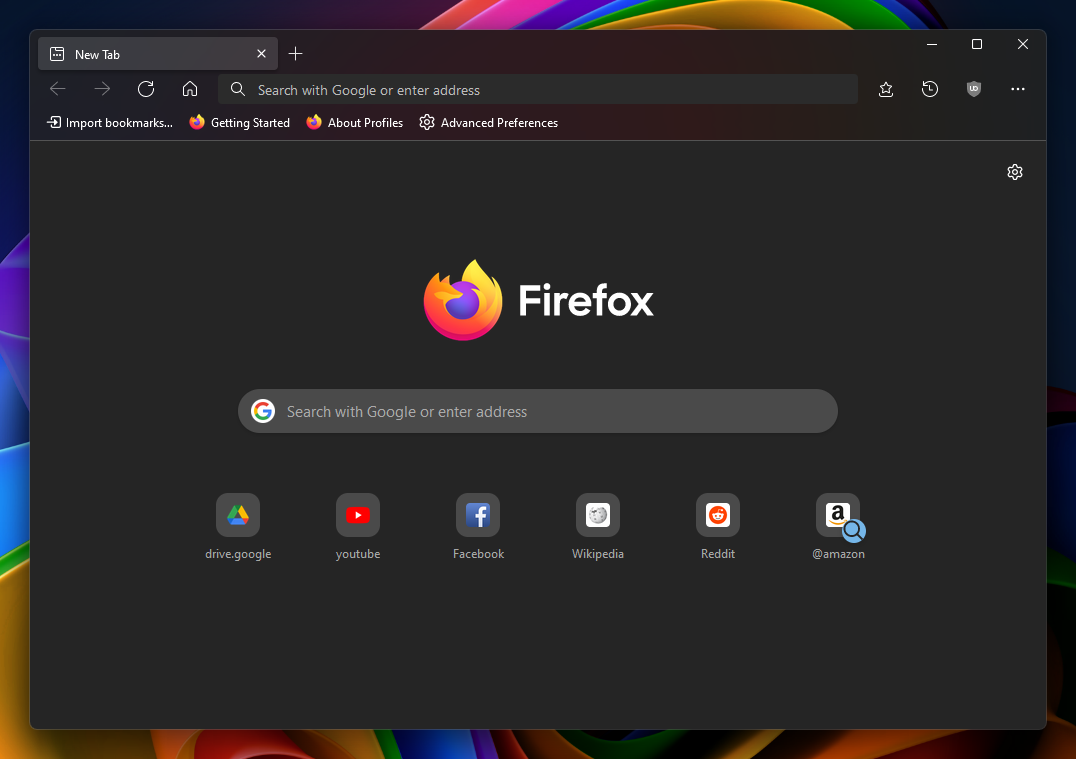 New Tab
Search with Google or enter address
Import bookmarks... Getting Started About Profiles Advanced Preferences
Firefox
Search with Google or enter address
drive.google youtube Facebook Wikipedia Reddit @amazon